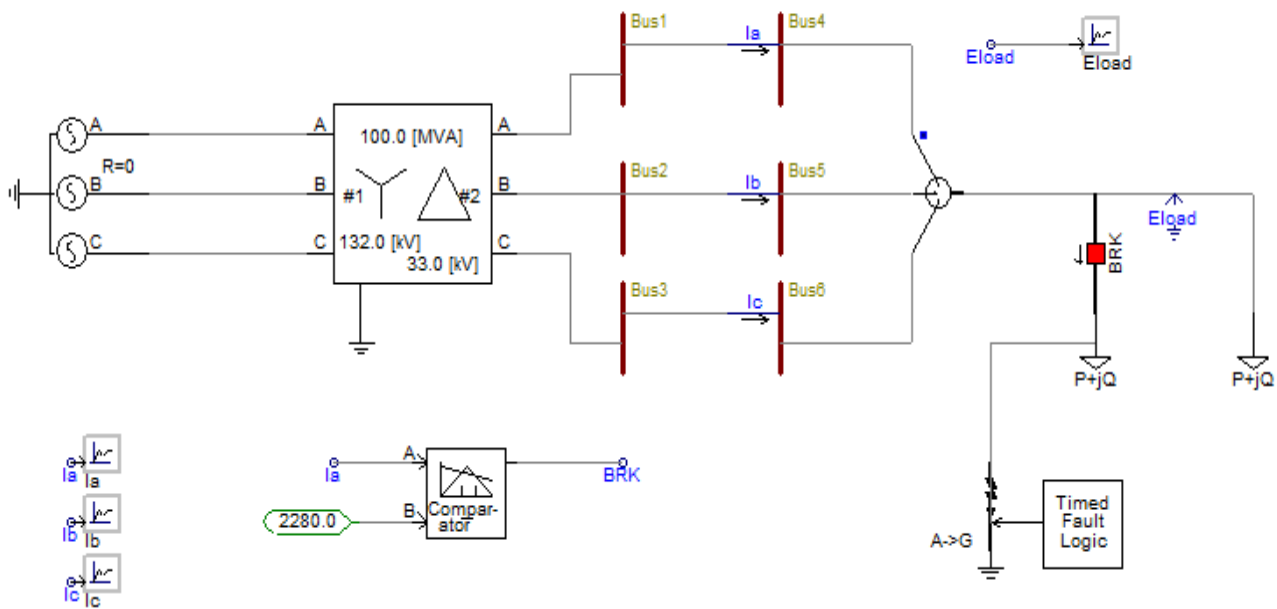 Bus1
Ia
Bus4
Eload
Eload
A
R=0
B
C
A
B
C
100.0 [MVA]
#1
#2
132.0 [kV]
33.0 [kV]
A
B
C
Bus2
Ib
Bus5
Bus3
Ic
Bus6
Eload
BRK
P+jQ
P+jQ
Ia
Ia
Ib
Ib
Ic
Ic
Ia
2280.0
A
B
Compar-
ator
BRK
A->G
Timed
Fault
Logic